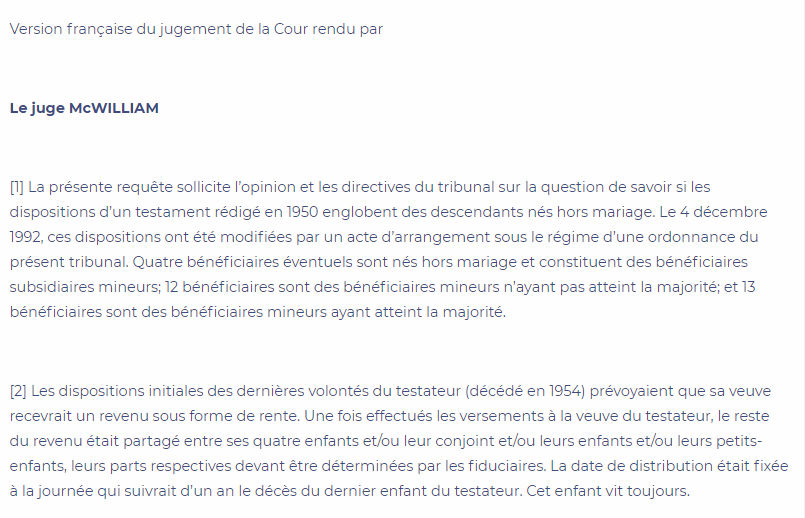 Version française du jugement de la Cour rendu par
Le juge McWILLIAM
[1] La présente requête sollicite l'opinion et les directives du tribunal sur la question de savoir si les
dispositions d'un testament rédigé en 1950 englobent des descendants nés hors mariage. Le 4 décembre
1992, ces dispositions ont été modifiées par un acte d'arrangement sous le régime d'une ordonnance du
présent tribunal. Quatre bénéficiaires éventuels sont nés hors mariage et constituent des bénéficiaires
subsidiaires mineurs; 12 bénéficiaires sont des bénéficiaires mineurs n'ayant pas atteint la majorité; et 13
bénéficiaires sont des bénéficiaires mineurs ayant atteint la majorité.
[2] Les dispositions initiales des dernières volontés du testateur (décédé en 1954) prévoyaient que sa veuve
recevrait un revenu sous forme de rente. Une fois effectués les versements à la veuve du testateur, le reste
du revenu était partagé entre ses quatre enfants et/ou leur conjoint et/ou leurs enfants et/ou leurs petits-
enfants, leurs parts respectives devant être déterminées par les fiduciaires. La date de distribution était fixée
à la journée qui suivrait d'un an le décès du dernier enfant du testateur. Cet enfant vit toujours.